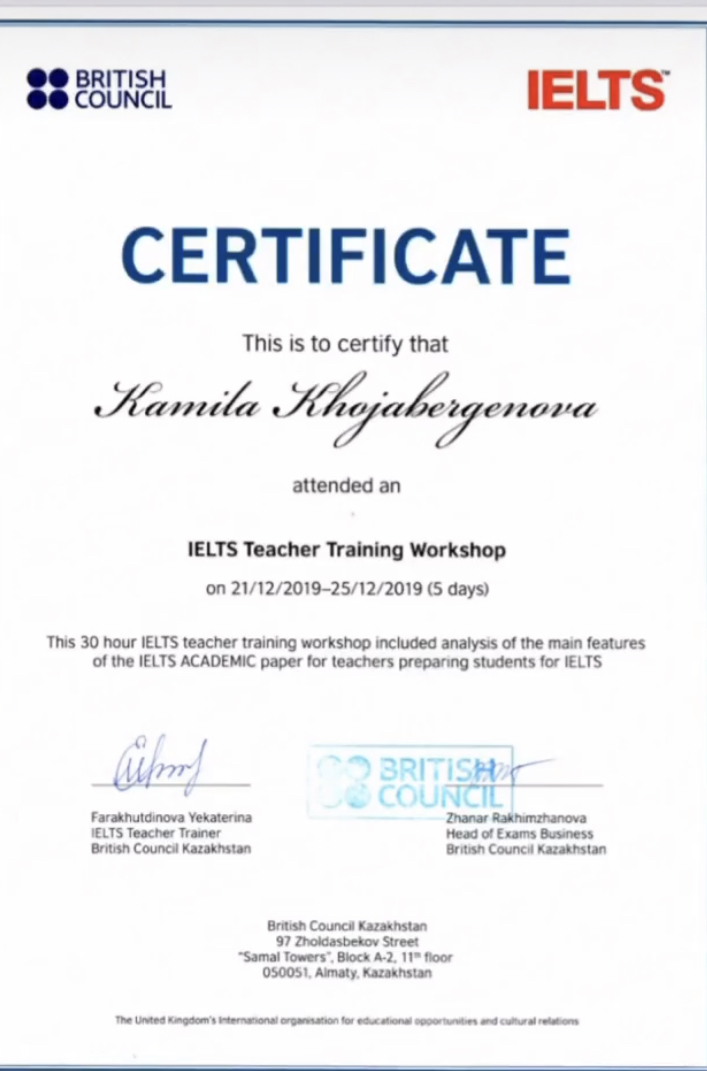 BRITISH
COUNCIL
IELTS™
CERTIFICATE
This is to certify that
Kamila Khojabergenova
attended an
IELTS Teacher Training Workshop
on 21/12/2019–25/12/2019 (5 days)
This 30 hour IELTS teacher training workshop included analysis of the main features
of the IELTS ACADEMIC paper for teachers preparing students for IELTS
BRITISH
COUNCIL
Farakhutdinova Yekaterina
IELTS Teacher Trainer
British Council Kazakhstan
Zhanar Rakhimzhanova
Head of Exams Business
British Council Kazakhstan
British Council Kazakhstan
97 Zholdasbekov Street
"Samal Towers", Block A-2, 11th floor
050051, Almaty, Kazakhstan
The United Kingdom's international organisation for educational opportunities and cultural relations